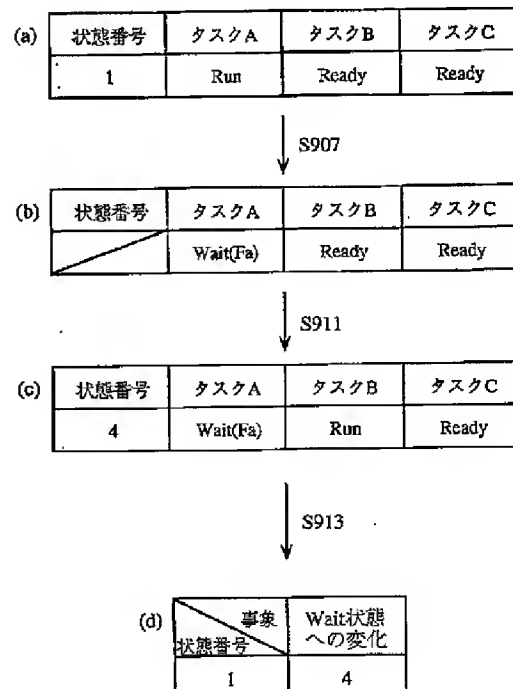 (a) 状態番号 タスクA タスクB タスクC
1 Run Ready Ready
S907
(b) 状態番号 タスクA タスクB タスクC
Wait(Fa) Ready Ready
S911
(c) 状態番号 タスクA タスクB タスクC
4 Wait(Fa) Run Ready
S913
(d) 事象 Wait状態
状態番号 への変化
1 4